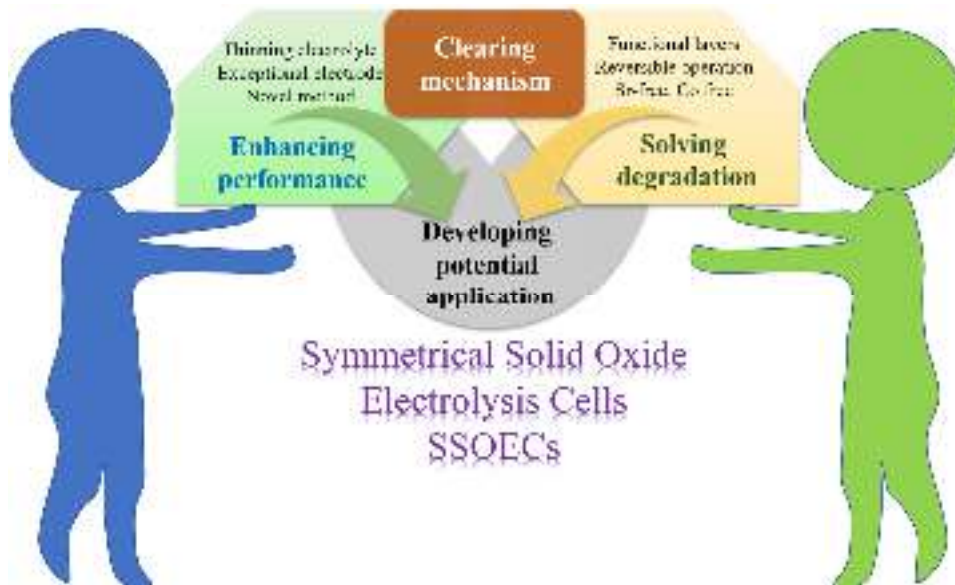 Thinning electrolyte
Exceptional electrode
Novel method
Enhancing
performance
Clearing
mechanism
Functional layers
Reversible operation
Sr-free, Co-free
Solving
degradation
Developing
potential
application
Symmetrical Solid Oxide
Electrolysis Cells
SSOECs